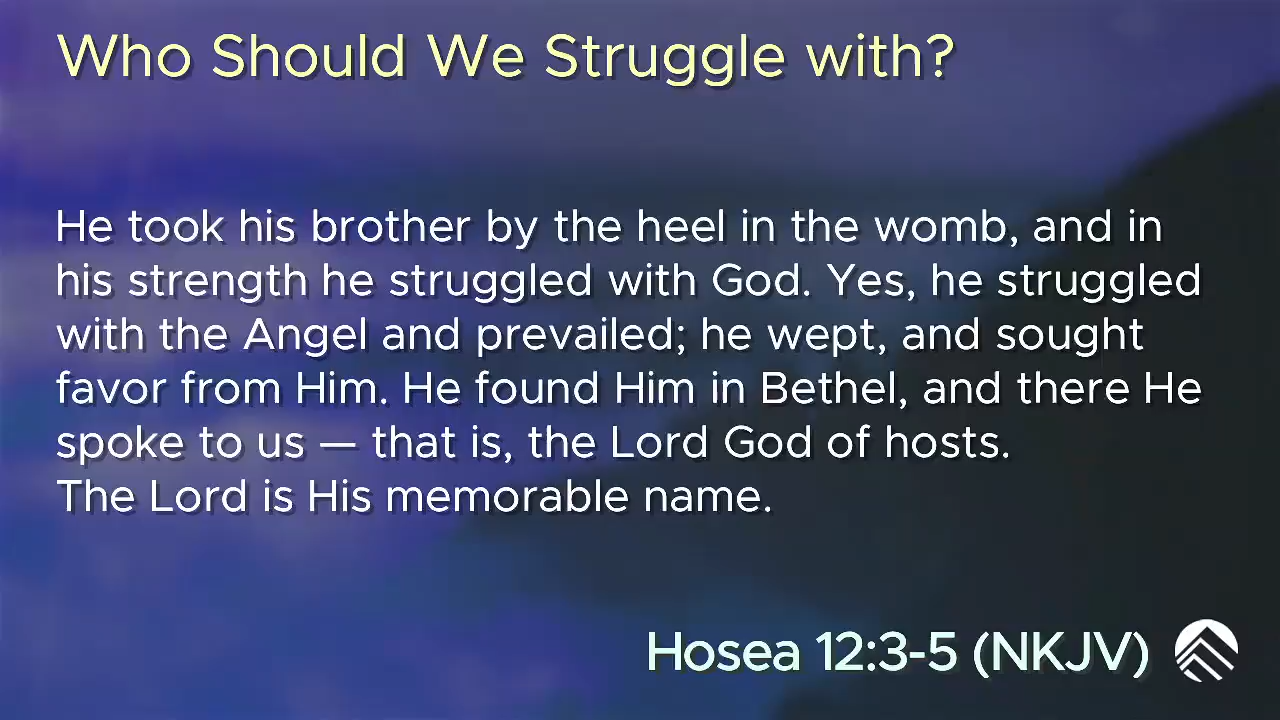 Who Should We Struggle with?
He took his brother by the heel in the womb, and in
his strength he struggled with God. Yes, he struggled
with the Angel and prevailed; he wept, and sought
favor from Him. He found Him in Bethel, and there He
spoke to us — that is, the Lord God of hosts.
The Lord is His memorable name.
Hosea 12:3-5 (NKJV)